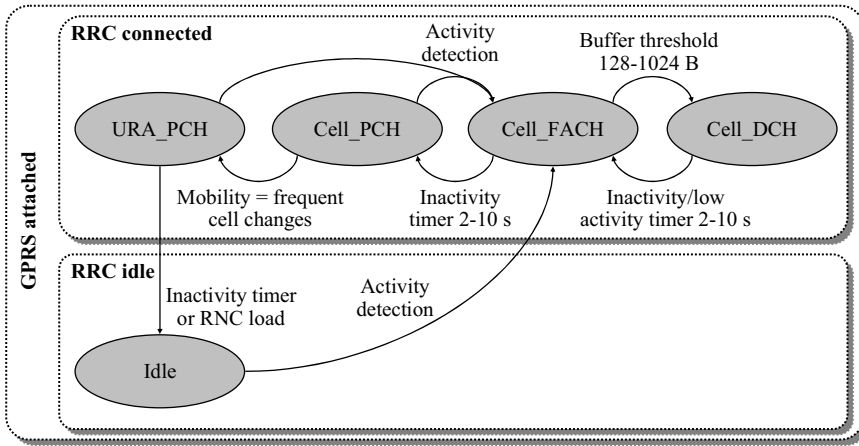 RRC connected
Activity
detection
Buffer threshold
128-1024 B
URA_PCH
Cell_PCH
Cell_FACH
Cell_DCH
Mobility = frequent
cell changes
Inactivity
timer 2-10 s
Inactivity/low
activity timer 2-10 s
GPRS attached
RRC idle
Inactivity timer
or RNC load
Activity
detection
Idle